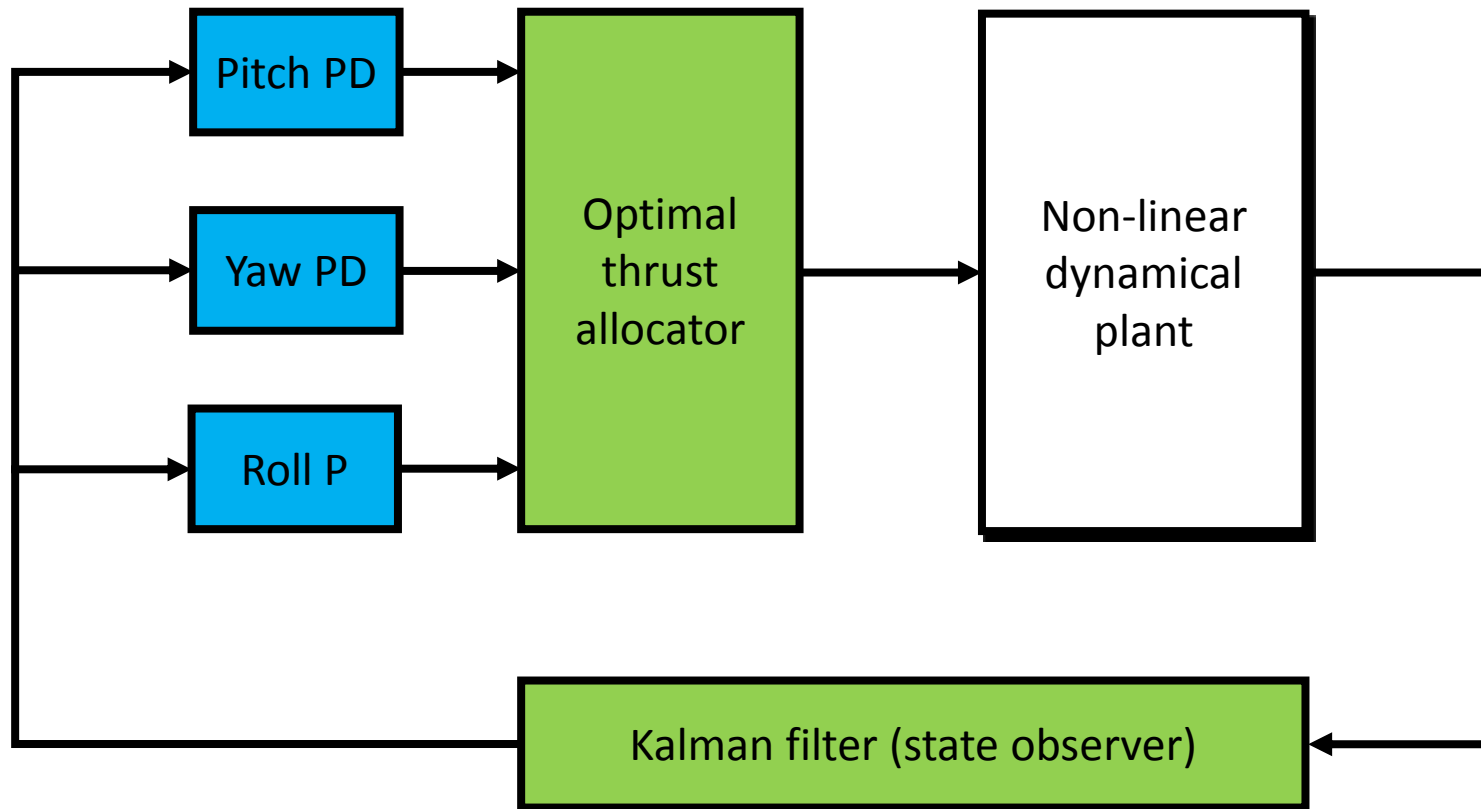 Pitch PD
Yaw PD
Roll P
Optimal
thrust
allocator
Non-linear
dynamical
plant
Kalman filter (state observer)